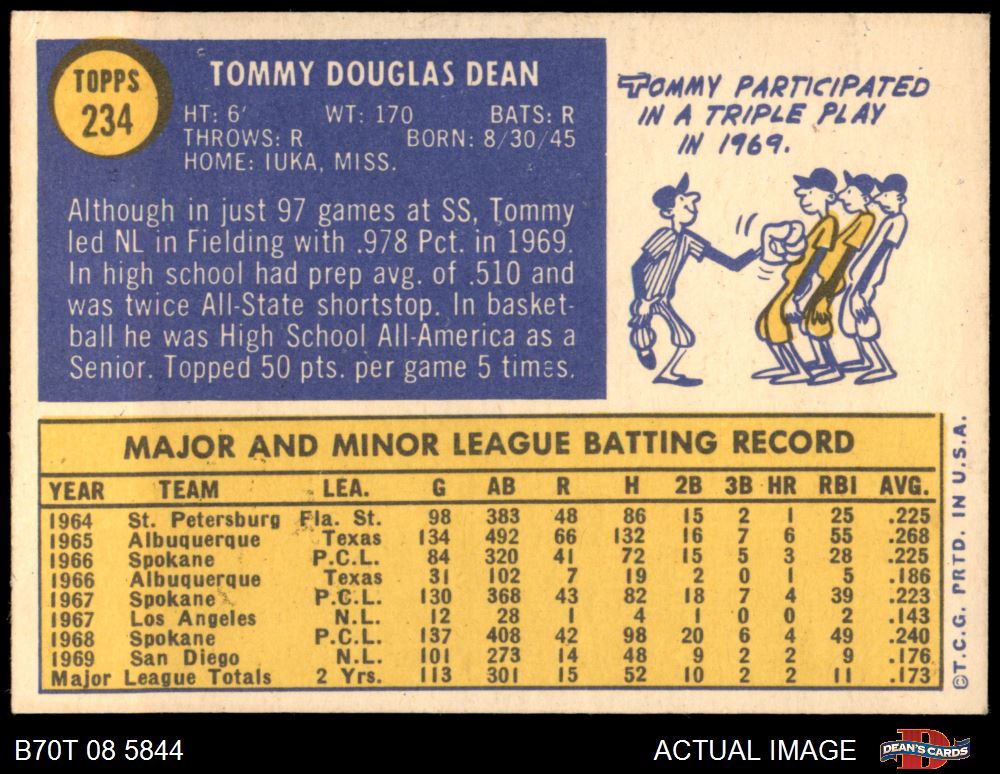 TOPPS
234
TOMMY DOUGLAS DEAN
HT: 6' WT: 170 BATS: R
THROWS: R BORN: 8/30/45
HOME: IUKA, MISS.
Although in just 97 games at SS, Tommy
led NL in Fielding with .978 Pct. in 1969.
In high school had prep avg. of .510 and
was twice All-State shortstop. In basket-
ball he was High School All-America as a
Senior. Topped 50 pts. per game 5 times.
TOMMY PARTICIPATED
IN A TRIPLE PLAY
IN 1969.
MAJOR AND MINOR LEAGUE BATTING RECORD
YEAR TEAM LEA. G AB R H 2B 3B HR RBI AVG.
1964 St. Petersburg Fla. St. 98 383 48 86 15 2 1 25 .225
1965 Albuquerque Texas 134 492 66 132 16 7 6 55 .268
1966 Spokane P.C.L. 84 320 41 72 15 5 3 28 .225
1966 Albuquerque Texas 31 102 7 19 2 0 1 5 .186
1967 Spokane P.C.L. 130 368 43 82 18 7 4 39 .223
1967 Los Angeles N.L. 12 28 1 4 1 0 0 2 .143
1968 Spokane P.C.L. 137 408 42 98 20 6 4 49 .240
1969 San Diego N.L. 101 273 14 48 9 2 2 9 .176
Major League Totals 2 Yrs. 113 301 15 52 10 2 2 11 .173
©T.C.G. PRTD. IN U.S.A.
B70T 08 5844
ACTUAL IMAGE
DEAN'S CARDS